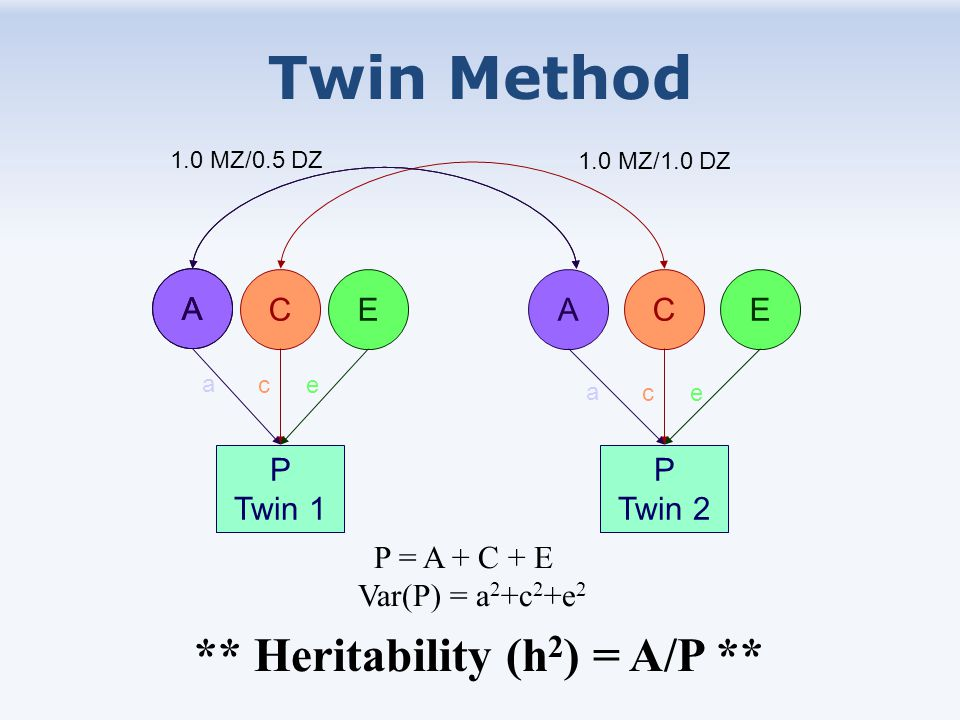 Twin Method
1.0 MZ/0.5 DZ
1.0 MZ/1.0 DZ
A
C
E
A
C
E
a
c
e
a
c
e
P
Twin 1
P
Twin 2
P = A + C + E
Var(P) = a²+c²+e²
** Heritability (h²) = A/P **